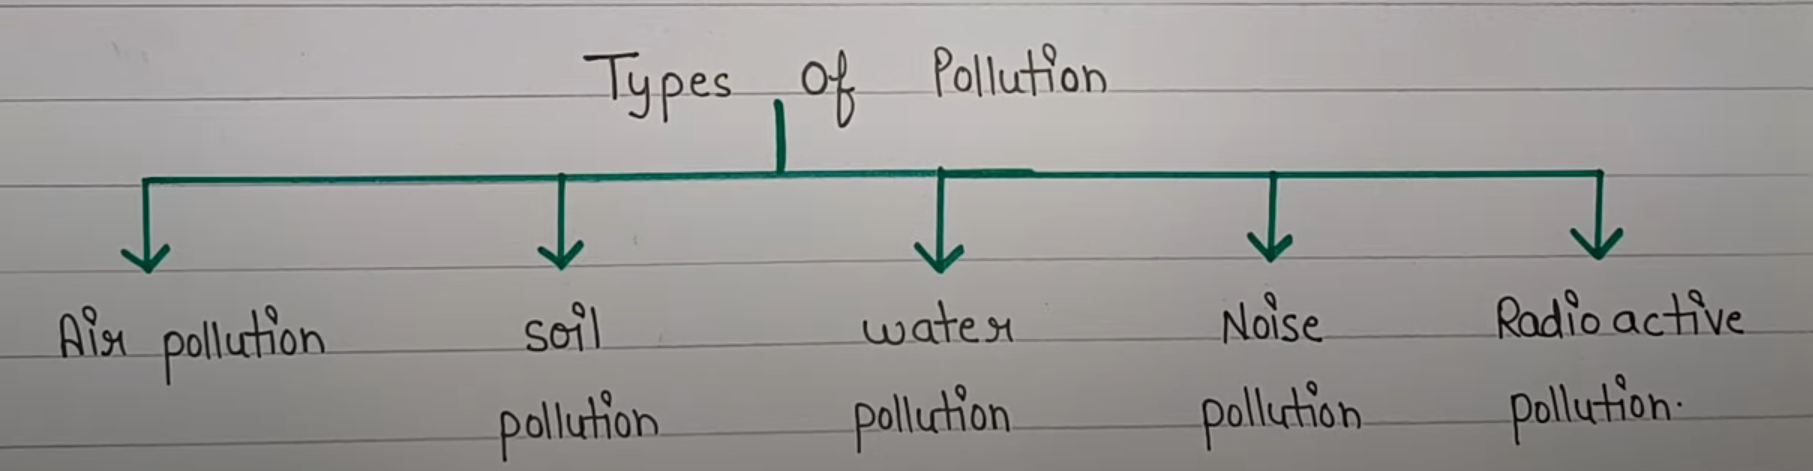 Types of Pollution
Air pollution
soil
pollution
water
pollution
Noise
pollution
Radio active
pollution.